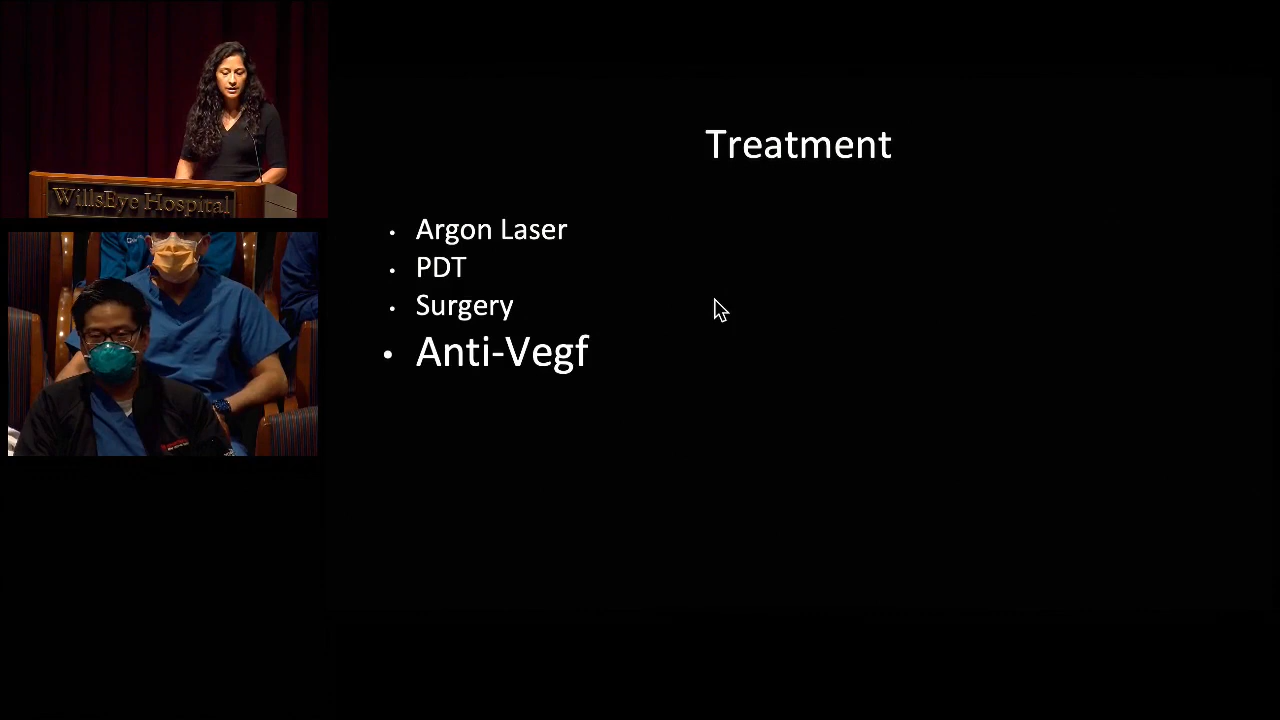 WillsEye Hospital
Treatment
• Argon Laser
• PDT
• Surgery
• Anti-Vegf